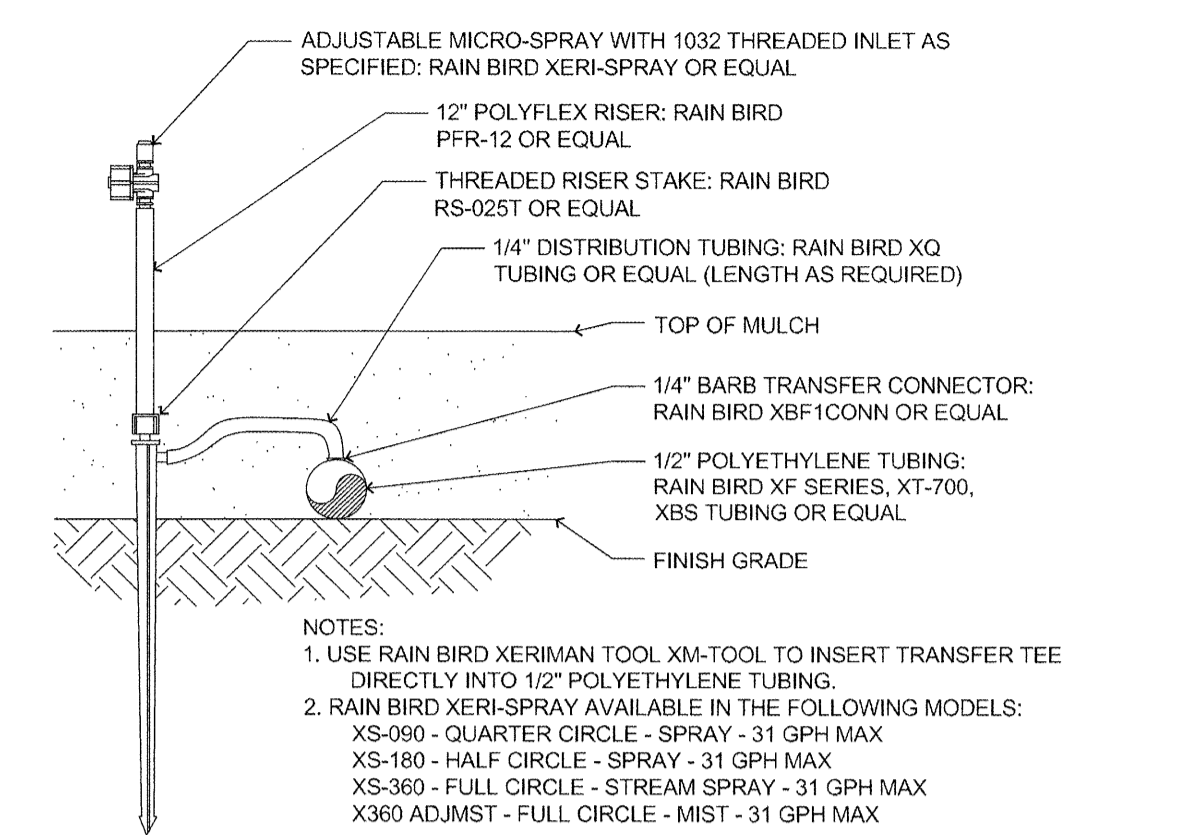 ADJUSTABLE MICRO-SPRAY WITH 1032 THREADED INLET AS
SPECIFIED: RAIN BIRD XERI-SPRAY OR EQUAL
12" POLYFLEX RISER: RAIN BIRD
PFR-12 OR EQUAL
THREADED RISER STAKE: RAIN BIRD
RS-025T OR EQUAL
1/4" DISTRIBUTION TUBING: RAIN BIRD XQ
TUBING OR EQUAL (LENGTH AS REQUIRED)
TOP OF MULCH
1/4" BARB TRANSFER CONNECTOR:
RAIN BIRD XBF1CONN OR EQUAL
1/2" POLYETHYLENE TUBING:
RAIN BIRD XF SERIES, XT-700,
XBS TUBING OR EQUAL
FINISH GRADE
NOTES:
1. USE RAIN BIRD XERIMAN TOOL XM-TOOL TO INSERT TRANSFER TEE
DIRECTLY INTO 1/2" POLYETHYLENE TUBING.
2. RAIN BIRD XERI-SPRAY AVAILABLE IN THE FOLLOWING MODELS:
XS-090 - QUARTER CIRCLE - SPRAY - 31 GPH MAX
XS-180 - HALF CIRCLE - SPRAY - 31 GPH MAX
XS-360 - FULL CIRCLE - STREAM SPRAY - 31 GPH MAX
X360 ADJMST - FULL CIRCLE - MIST - 31 GPH MAX